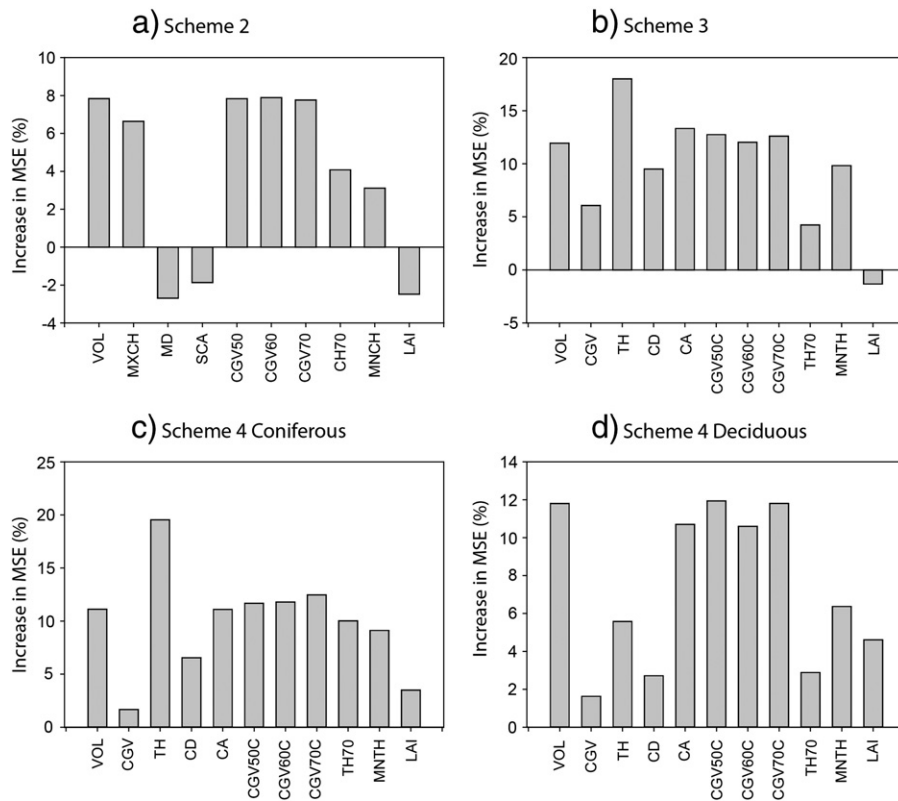 a) Scheme 2
Increase in MSE (%)
10
8
6
4
2
0
-2
-4
VOL
MXCH
MD
SCA
CGV50
CGV60
CGV70
CH70
MNCH
LAI
b) Scheme 3
Increase in MSE (%)
20
15
10
5
0
-5
VOL
CGV
TH
CD
CA
CGV50C
CGV60C
CGV70C
TH70
MNTH
LAI
c) Scheme 4 Coniferous
Increase in MSE (%)
25
20
15
10
5
0
VOL
CGV
TH
CD
CA
CGV50C
CGV60C
CGV70C
TH70
MNTH
LAI
d) Scheme 4 Deciduous
Increase in MSE (%)
14
12
10
8
6
4
2
0
VOL
CGV
TH
CD
CA
CGV50C
CGV60C
CGV70C
TH70
MNTH
LAI